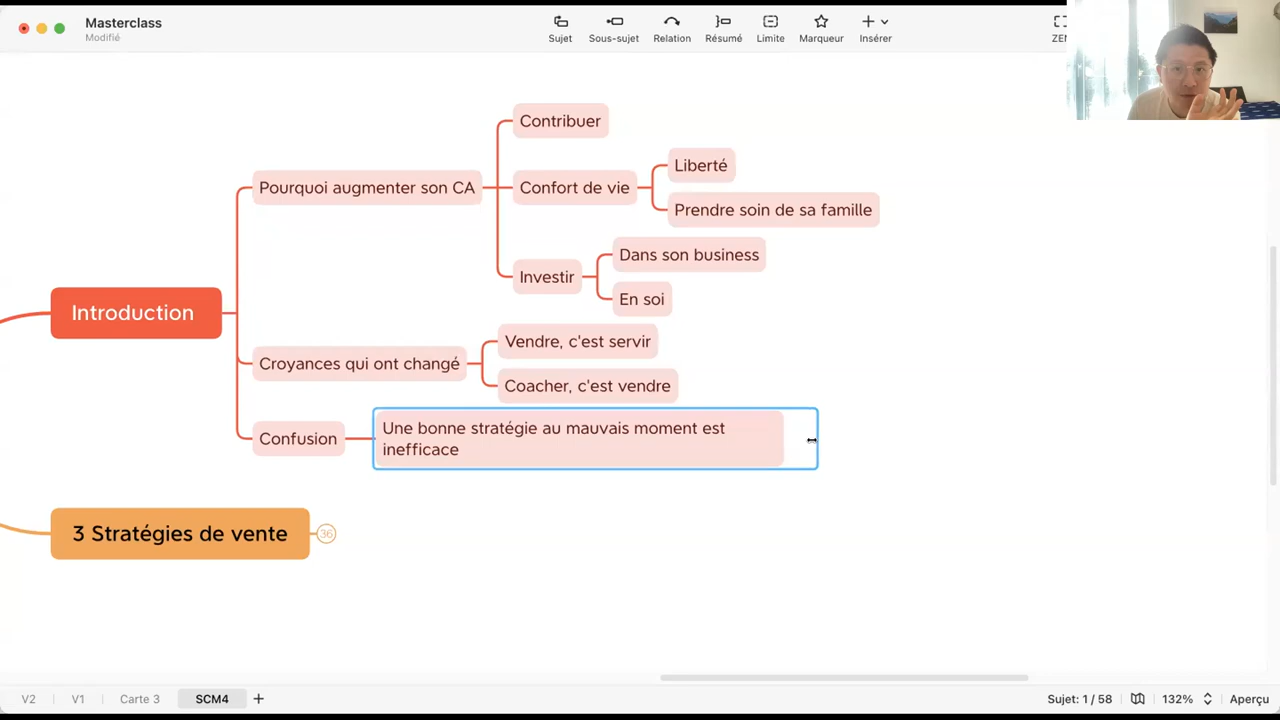 Masterclass
Modifié
Sujet
Sous-sujet
Relation
Résumé
Limite
Marqueur
Insérer
ZEN
Contribuer
Pourquoi augmenter son CA
Confort de vie
Liberté
Prendre soin de sa famille
Investir
Dans son business
En soi
Introduction
Croyances qui ont changé
Vendre, c'est servir
Coacher, c'est vendre
Confusion
Une bonne stratégie au mauvais moment est
inefficace
3 Stratégies de vente
36
V2
V1
Carte 3
SCM4
Sujet: 1 / 58
132%
Aperçu